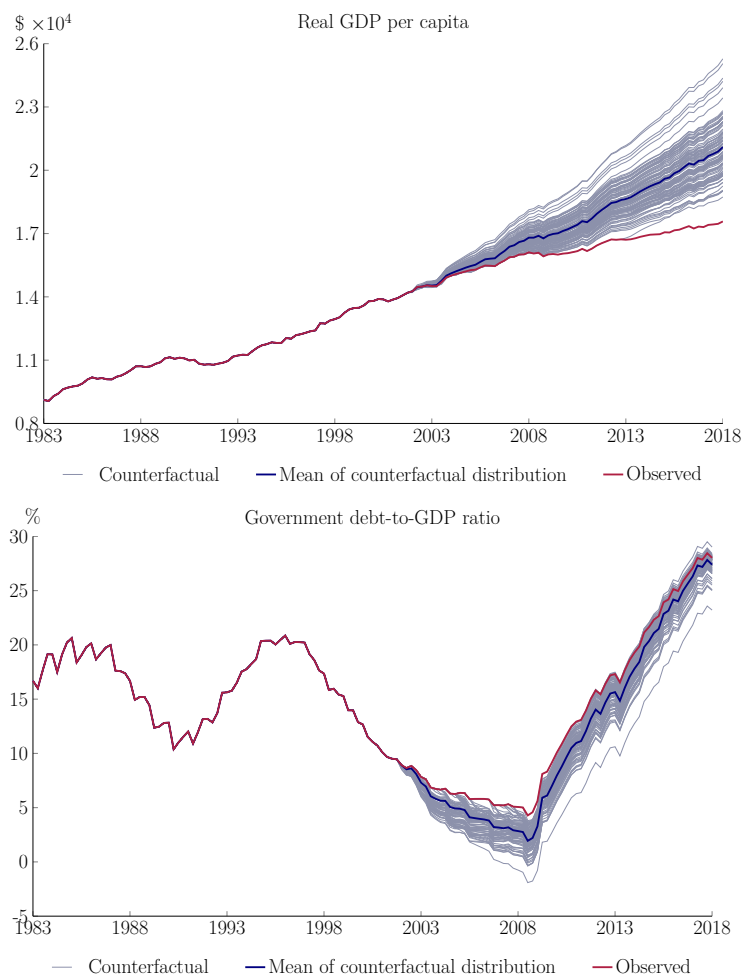 $ ×10⁴
Real GDP per capita
2.6
2.3
2
1.7
1.4
1.1
0.8
1983 1988 1993 1998 2003 2008 2013 2018
Counterfactual Mean of counterfactual distribution Observed
%
Government debt-to-GDP ratio
30
25
20
15
10
5
0
-5
1983 1988 1993 1998 2003 2008 2013 2018
Counterfactual Mean of counterfactual distribution Observed